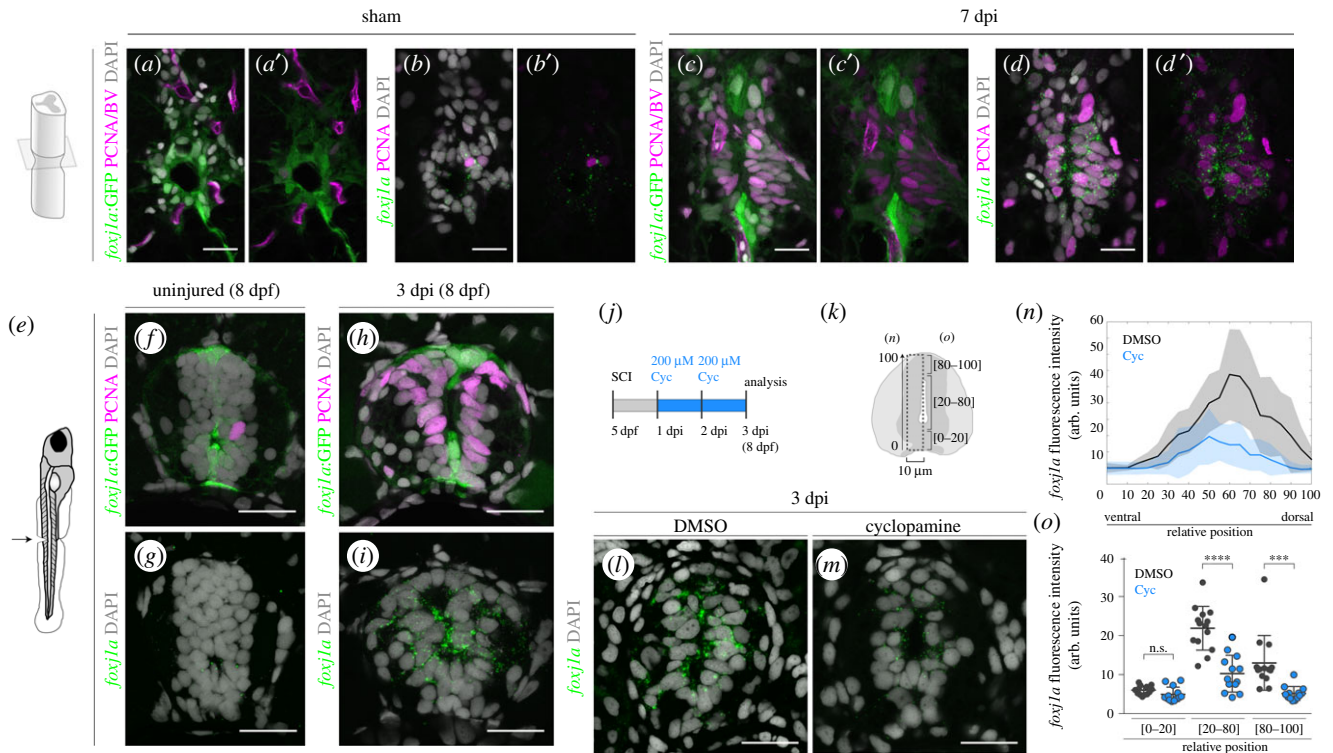 sham
7 dpi
foxj1a:GFP PCNA/BV DAPI
(a)
(a′)
foxj1a PCNA DAPI
(b)
(b′)
foxj1a:GFP PCNA/BV DAPI
(c)
(c′)
foxj1a PCNA DAPI
(d)
(d′)
(e)
uninjured (8 dpf)
3 dpi (8 dpf)
foxj1a:GFP PCNA DAPI
(f)
foxj1a:GFP PCNA DAPI
(h)
foxj1a DAPI
(g)
foxj1a DAPI
(i)
(j)
200 µM 200 µM
Cyc Cyc
SCI
analysis
5 dpf
1 dpi
2 dpi
3 dpi
(8 dpf)
(k)
(n)
(o)
100
0
[80–100]
[20–80]
[0–20]
10 µm
3 dpi
DMSO
cyclopamine
foxj1a DAPI
(l)
(m)
(n)
foxj1a fluorescence intensity
(arb. units)
60
50
40
30
20
10
DMSO
Cyc
0 10 20 30 40 50 60 70 80 90 100
ventral
dorsal
relative position
(o)
foxj1a fluorescence intensity
(arb. units)
40
30
20
10
0
DMSO
Cyc
n.s.
****
***
[0–20]
[20–80]
[80–100]
relative position